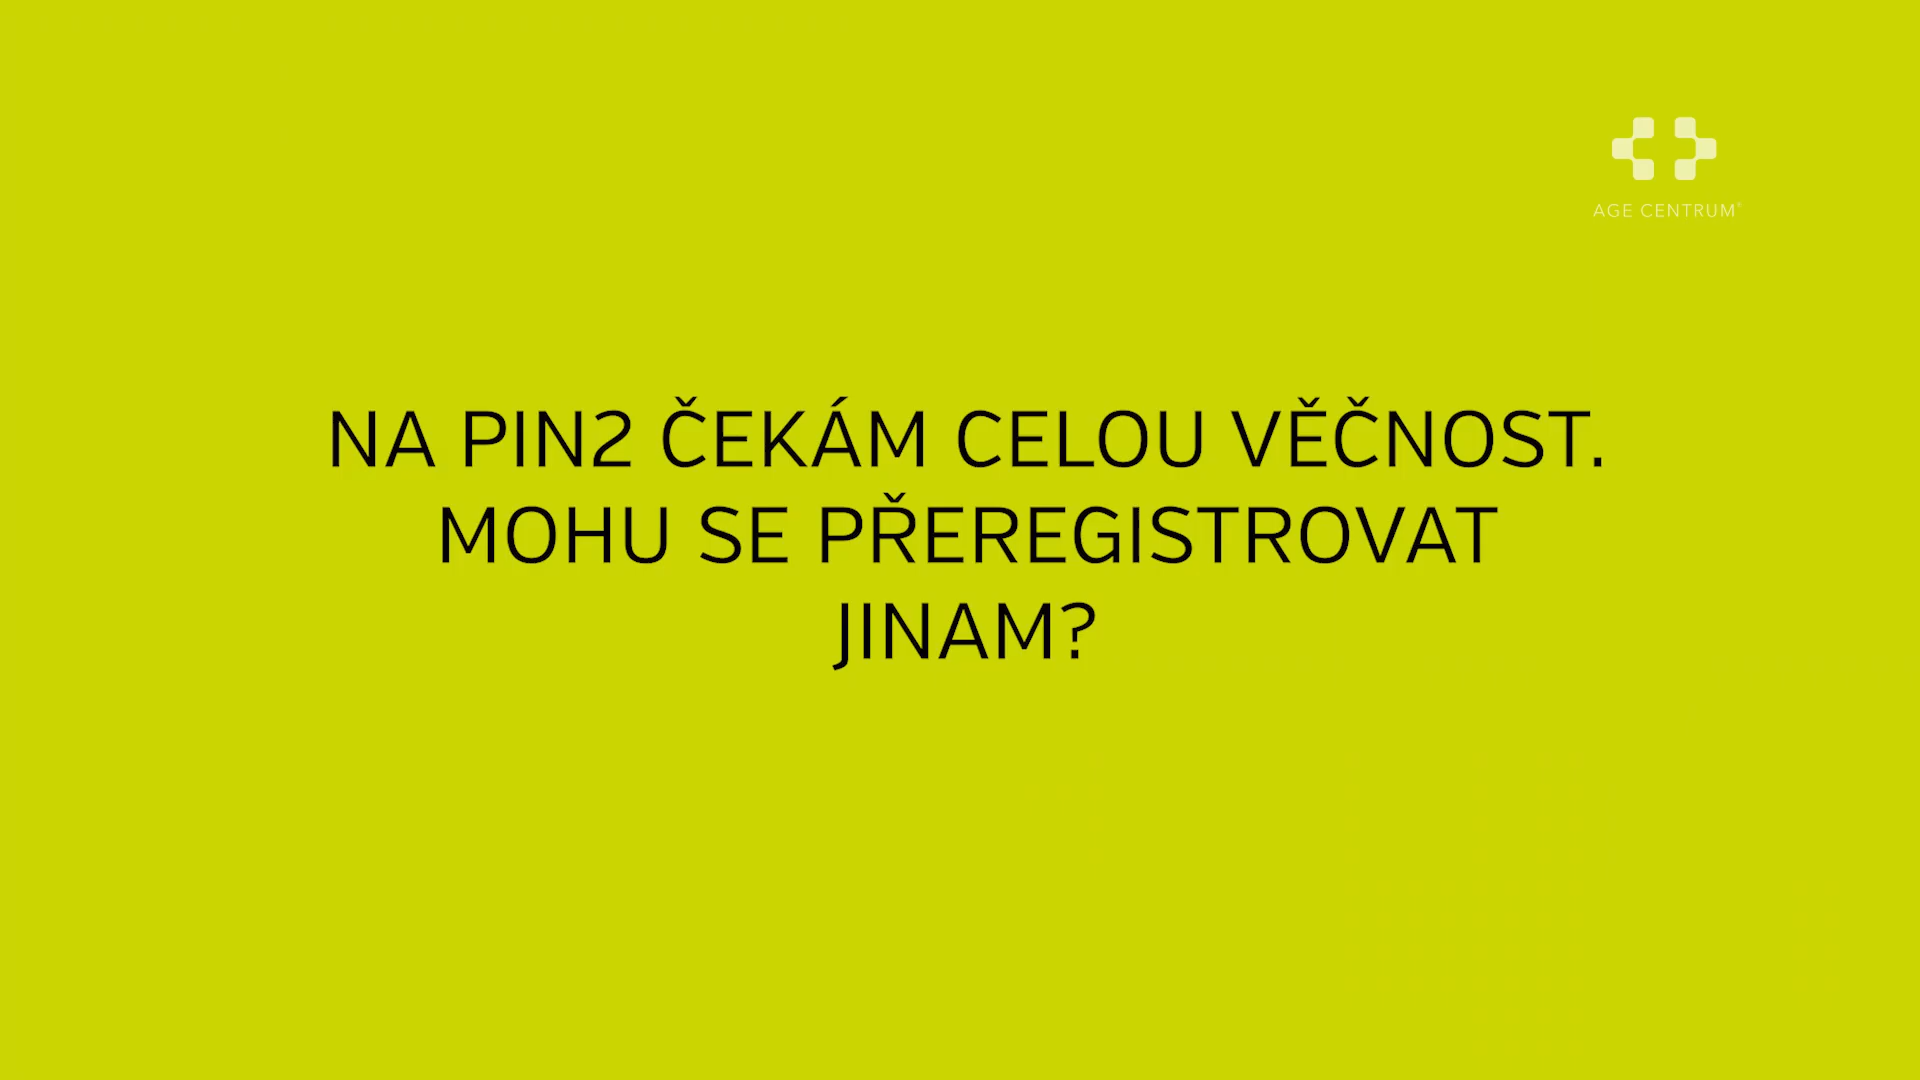 AGE CENTRUM®
NA PIN2 ČEKÁM CELOU VĚČNOST.
MOHU SE PŘEREGISTROVAT
JINAM?